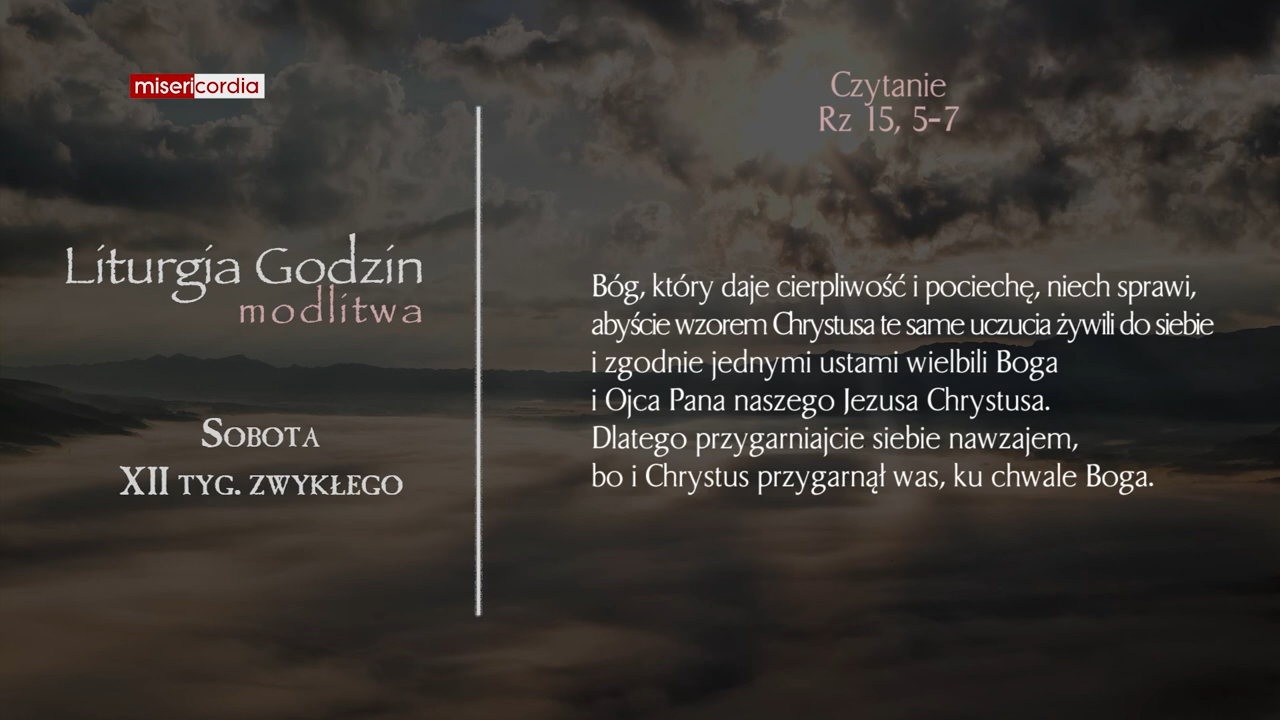 misericordia
Liturgia Godzin
modlitwa
Sobota
XII tyg. zwykłego
Czytanie
Rz 15, 5-7
Bóg, który daje cierpliwość i pociechę, niech sprawi,
abyście wzorem Chrystusa te same uczucia żywili do siebie
i zgodnie jednymi ustami wielbili Boga
i Ojca Pana naszego Jezusa Chrystusa.
Dlatego przygarniajcie siebie nawzajem,
bo i Chrystus przygarnął was, ku chwale Boga.